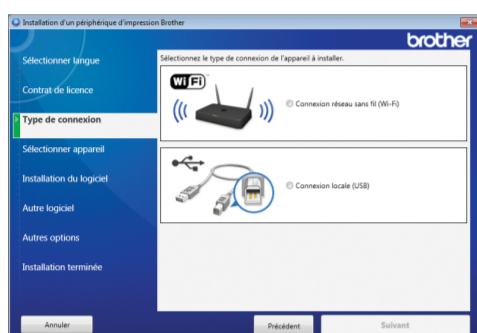 Installation d'un périphérique d'impression Brother
brother
Sélectionner langue
Contrat de licence
Type de connexion
Sélectionner appareil
Installation du logiciel
Autre logiciel
Autres options
Installation terminée
Sélectionnez le type de connexion de l'appareil à installer.
Wi Fi
Connexion réseau sans fil (Wi-Fi)
Connexion locale (USB)
Annuler
Précédent
Suivant